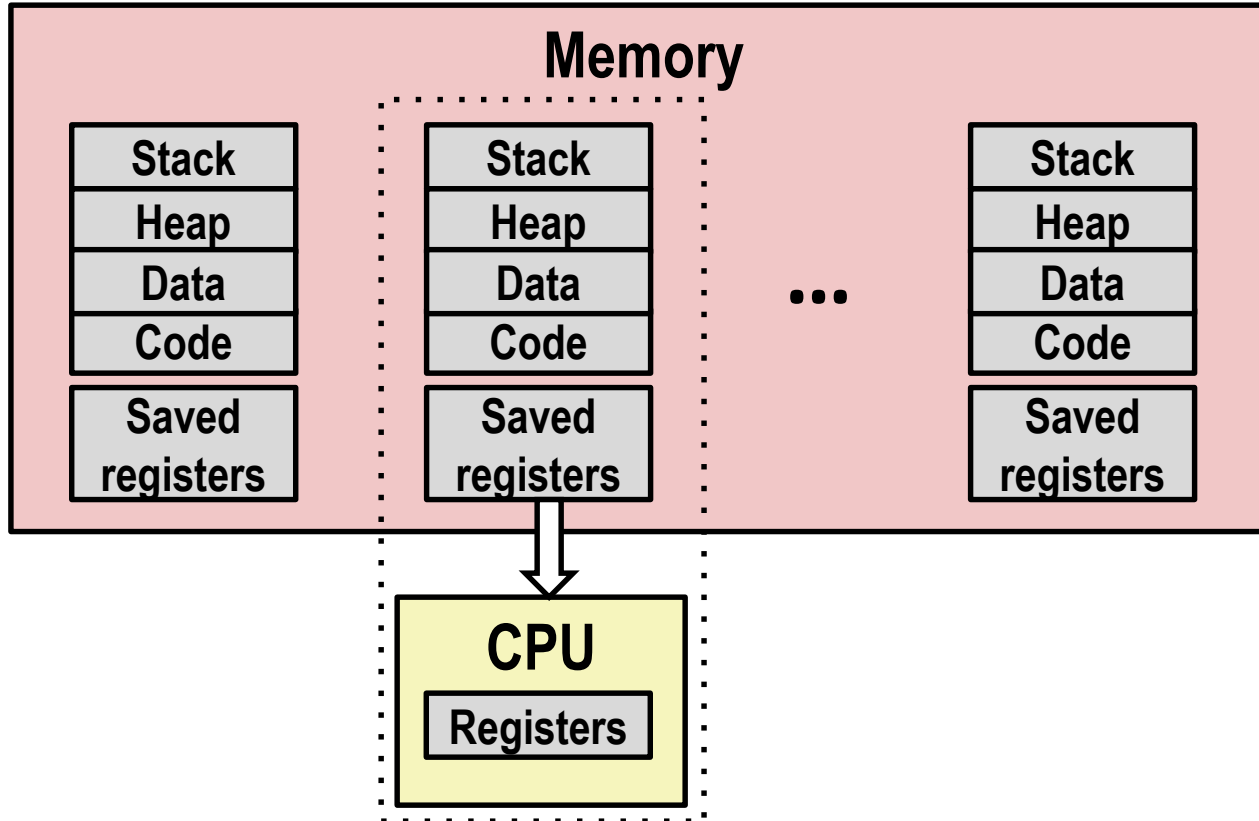 Memory
Stack
Heap
Data
Code
Saved
registers
Stack
Heap
Data
Code
Saved
registers
...
Stack
Heap
Data
Code
Saved
registers
CPU
Registers